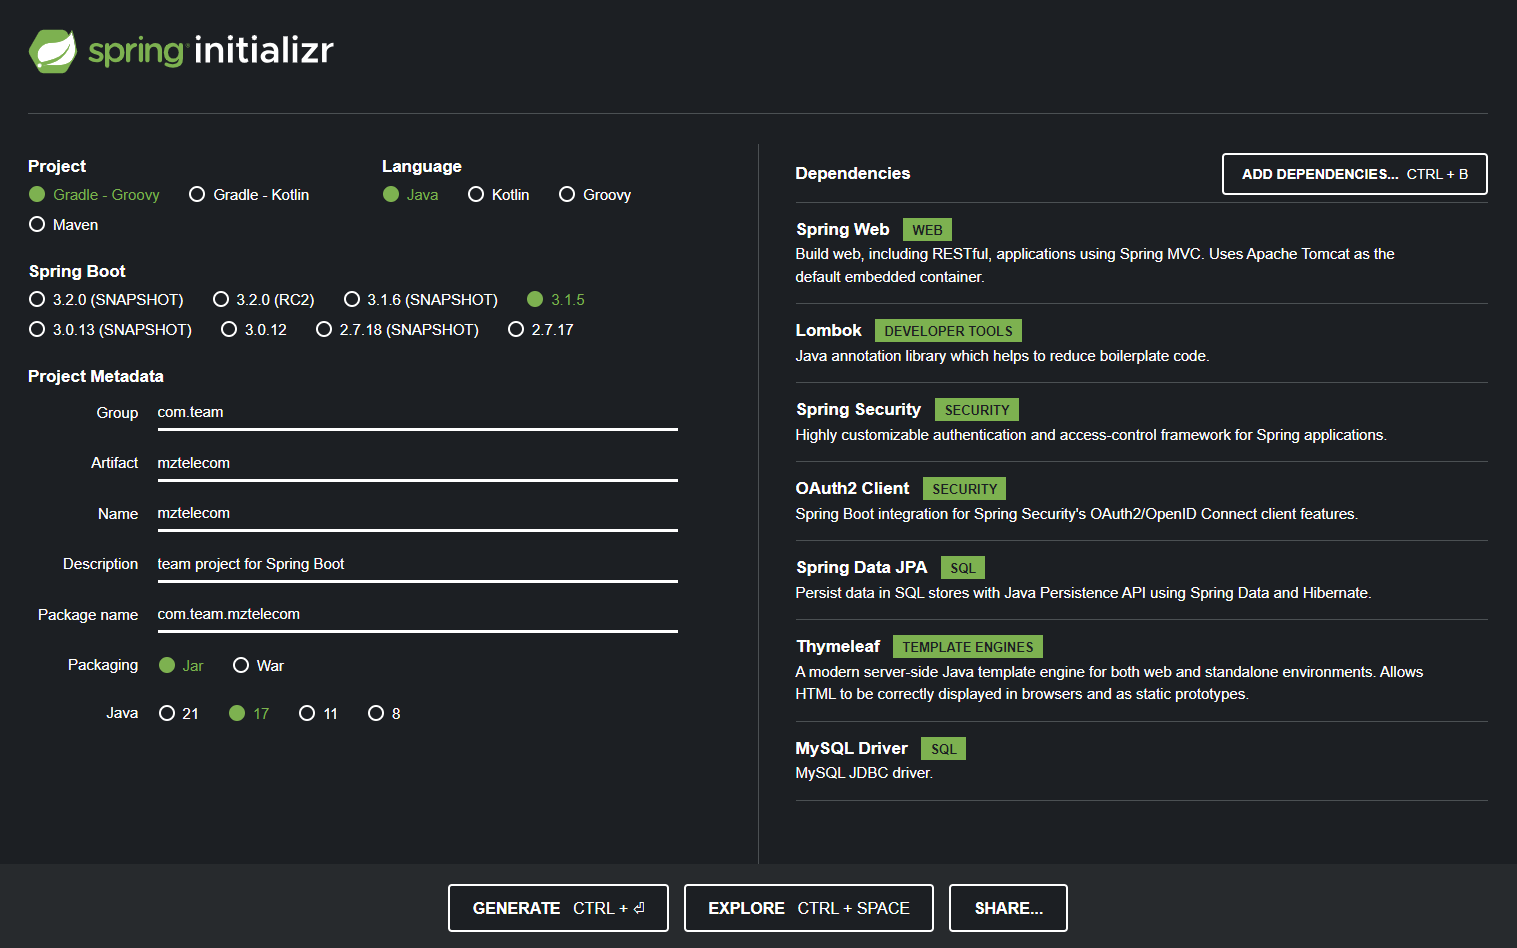 spring initializr
Project
Gradle - Groovy Gradle - Kotlin
Maven
Language
Java Kotlin Groovy
Spring Boot
3.2.0 (SNAPSHOT) 3.2.0 (RC2) 3.1.6 (SNAPSHOT) 3.1.5
3.0.13 (SNAPSHOT) 3.0.12 2.7.18 (SNAPSHOT) 2.7.17
Project Metadata
Group com.team
Artifact mztelecom
Name mztelecom
Description team project for Spring Boot
Package name com.team.mztelecom
Packaging Jar War
Java 21 17 11 8
Dependencies
ADD DEPENDENCIES... CTRL + B
Spring Web WEB
Build web, including RESTful, applications using Spring MVC. Uses Apache Tomcat as the
default embedded container.
Lombok DEVELOPER TOOLS
Java annotation library which helps to reduce boilerplate code.
Spring Security SECURITY
Highly customizable authentication and access-control framework for Spring applications.
OAuth2 Client SECURITY
Spring Boot integration for Spring Security's OAuth2/OpenID Connect client features.
Spring Data JPA SQL
Persist data in SQL stores with Java Persistence API using Spring Data and Hibernate.
Thymeleaf TEMPLATE ENGINES
A modern server-side Java template engine for both web and standalone environments. Allows
HTML to be correctly displayed in browsers and as static prototypes.
MySQL Driver SQL
MySQL JDBC driver.
GENERATE CTRL + ⏎
EXPLORE CTRL + SPACE
SHARE...